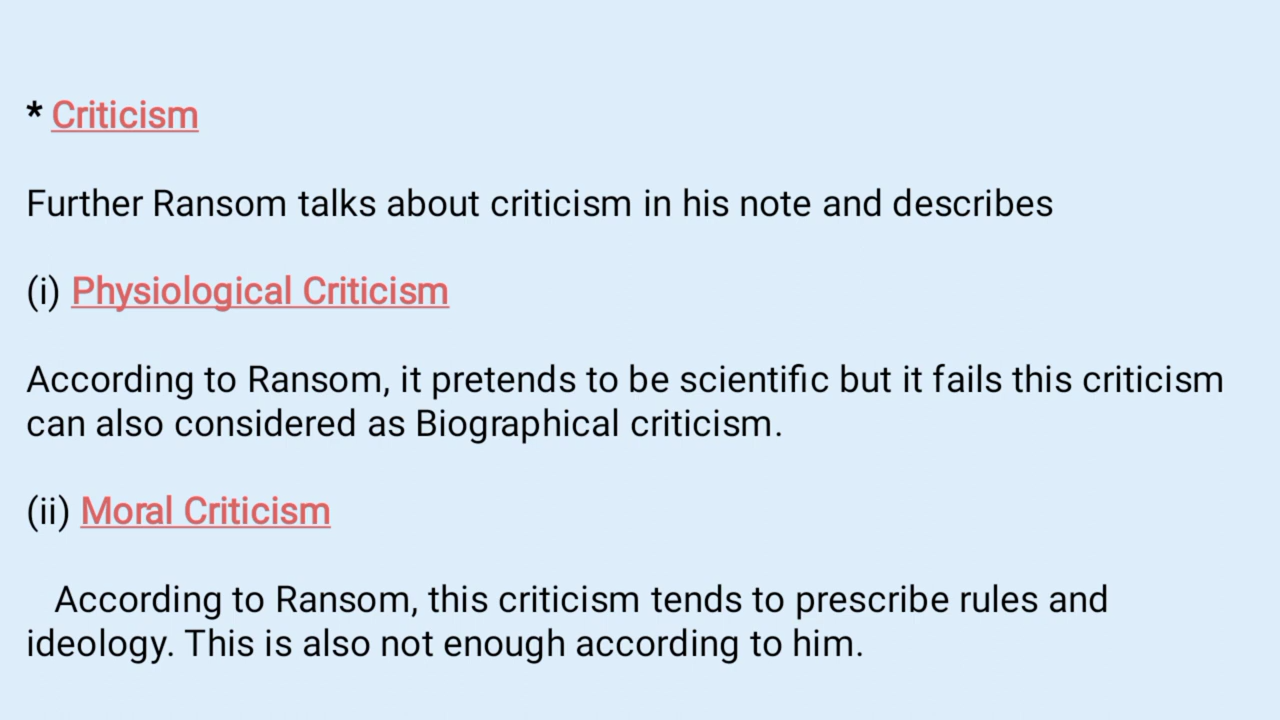 * Criticism
Further Ransom talks about criticism in his note and describes
(i) Physiological Criticism
According to Ransom, it pretends to be scientific but it fails this criticism
can also considered as Biographical criticism.
(ii) Moral Criticism
According to Ransom, this criticism tends to prescribe rules and
ideology. This is also not enough according to him.